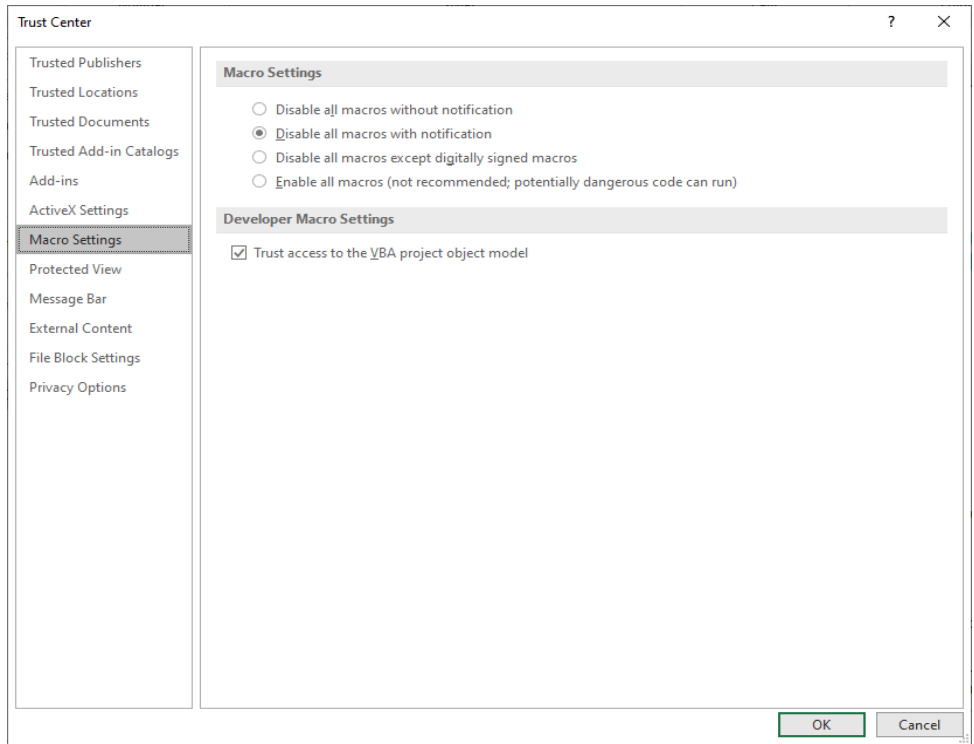 Trust Center
?
Trusted Publishers
Trusted Locations
Trusted Documents
Trusted Add-in Catalogs
Add-ins
ActiveX Settings
Macro Settings
Protected View
Message Bar
External Content
File Block Settings
Privacy Options
Macro Settings
Disable all macros without notification
Disable all macros with notification
Disable all macros except digitally signed macros
Enable all macros (not recommended; potentially dangerous code can run)
Developer Macro Settings
Trust access to the VBA project object model
OK
Cancel